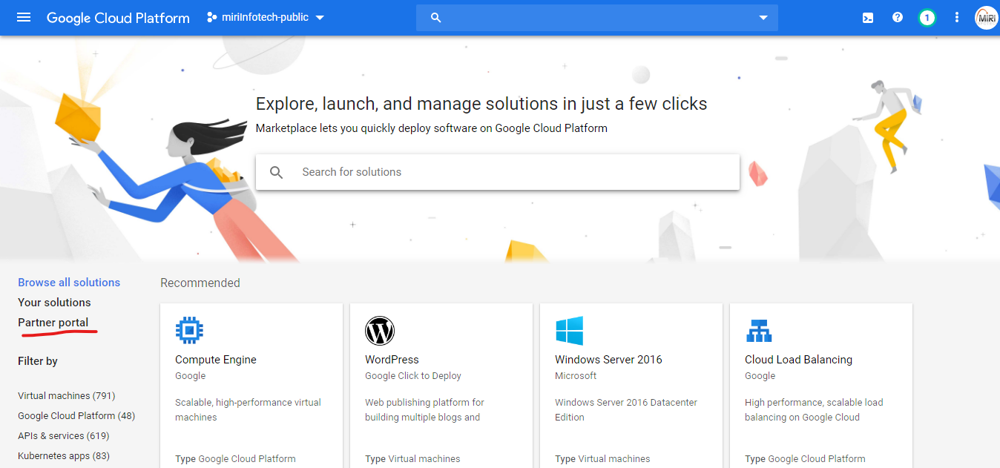 Google Cloud Platform
miriInfotech-public
1
MiRI
Explore, launch, and manage solutions in just a few clicks
Marketplace lets you quickly deploy software on Google Cloud Platform
Search for solutions
Browse all solutions
Your solutions
Partner portal
Filter by
Virtual machines (791)
Google Cloud Platform (48)
APIs & services (619)
Kubernetes apps (83)
Recommended
Compute Engine
Google
Scalable, high-performance virtual
machines
Type Google Cloud Platform
WordPress
Google Click to Deploy
Web publishing platform for
building multiple blogs and
Type Virtual machines
Windows Server 2016
Microsoft
Windows Server 2016 Datacenter
Edition
Type Virtual machines
Cloud Load Balancing
Google
High performance, scalable load
balancing on Google Cloud
Type Google Cloud Platform